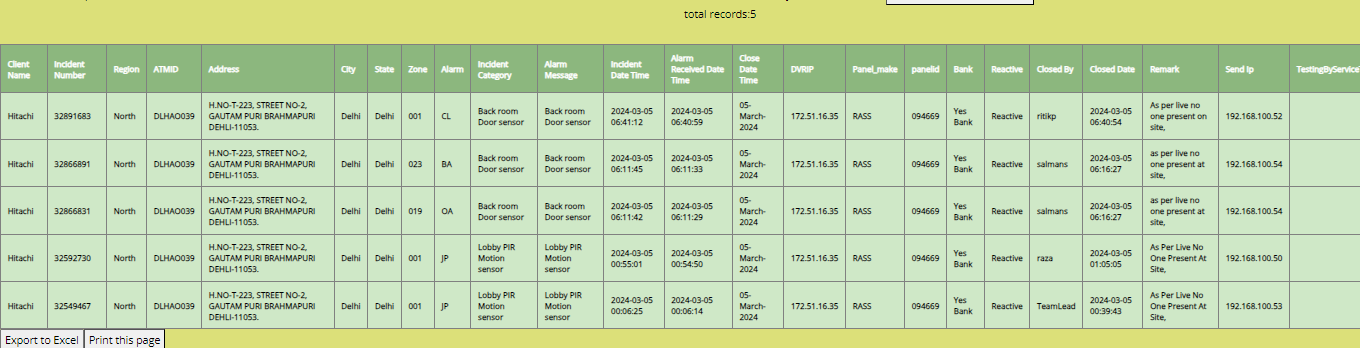 total records:5
Client Name Incident Number Region ATMID Address City State Zone Alarm Incident Category Alarm Message Incident Date Time Alarm Received Date Time Close Date Time DVRIP Panel_make panelid Bank Reactive Closed By Closed Date Remark Send Ip TestingByService
Hitachi 32891683 North DLHAO039 H.NO-T-223, STREET NO-2, GAUTAM PURI BRAHMAPURI DEHLI-11053. Delhi Delhi 001 CL Back room Door sensor Back room Door sensor 2024-03-05 06:41:12 2024-03-05 06:40:59 05-March-2024 172.51.16.35 RASS 094669 Yes Bank Reactive ritikp 2024-03-05 06:40:54 As per live no one present on site, 192.168.100.52
Hitachi 32866891 North DLHAO039 H.NO-T-223, STREET NO-2, GAUTAM PURI BRAHMAPURI DEHLI-11053. Delhi Delhi 023 BA Back room Door sensor Back room Door sensor 2024-03-05 06:11:45 2024-03-05 06:11:33 05-March-2024 172.51.16.35 RASS 094669 Yes Bank Reactive salmans 2024-03-05 06:16:27 as per live no one present at site, 192.168.100.54
Hitachi 32866831 North DLHAO039 H.NO-T-223, STREET NO-2, GAUTAM PURI BRAHMAPURI DEHLI-11053. Delhi Delhi 019 OA Back room Door sensor Back room Door sensor 2024-03-05 06:11:42 2024-03-05 06:11:29 05-March-2024 172.51.16.35 RASS 094669 Yes Bank Reactive salmans 2024-03-05 06:16:27 as per live no one present at site, 192.168.100.54
Hitachi 32592730 North DLHAO039 H.NO-T-223, STREET NO-2, GAUTAM PURI BRAHMAPURI DEHLI-11053. Delhi Delhi 001 JP Lobby PIR Motion sensor Lobby PIR Motion sensor 2024-03-05 00:55:01 2024-03-05 00:54:50 05-March-2024 172.51.16.35 RASS 094669 Yes Bank Reactive raza 2024-03-05 01:05:05 As Per Live No One Present At Site, 192.168.100.50
Hitachi 32549467 North DLHAO039 H.NO-T-223, STREET NO-2, GAUTAM PURI BRAHMAPURI DEHLI-11053. Delhi Delhi 001 JP Lobby PIR Motion sensor Lobby PIR Motion sensor 2024-03-05 00:06:25 2024-03-05 00:06:14 05-March-2024 172.51.16.35 RASS 094669 Yes Bank Reactive TeamLead 2024-03-05 00:39:43 As Per Live No One Present At Site, 192.168.100.53
Export to Excel Print this page